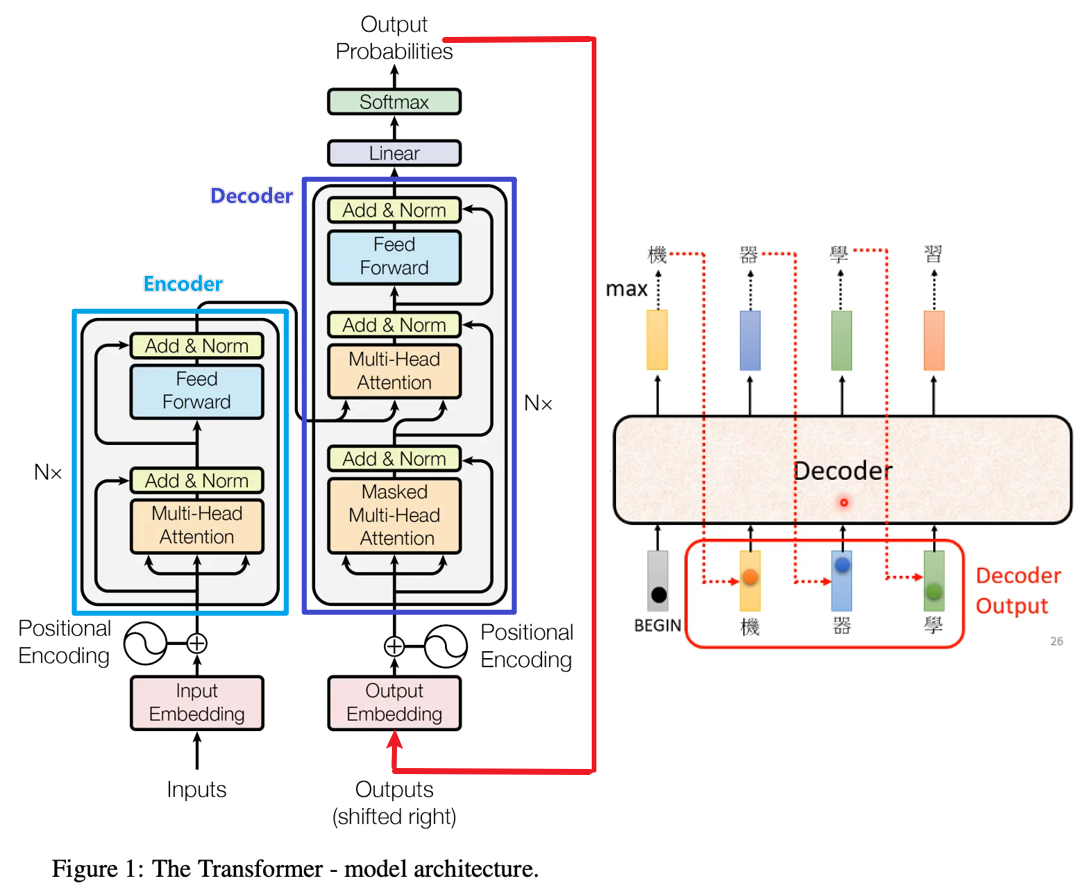 Output
Probabilities
Softmax
Linear
Decoder
Add & Norm
Feed
Forward
Add & Norm
Multi-Head
Attention
Nx
Add & Norm
Masked
Multi-Head
Attention
Encoder
Add & Norm
Feed
Forward
Nx
Add & Norm
Multi-Head
Attention
Positional
Encoding
Positional
Encoding
Input
Embedding
Output
Embedding
Inputs
Outputs
(shifted right)
機 器 學 習
max
Decoder
Decoder
Output
BEGIN 機 器 學
26
Figure 1: The Transformer - model architecture.